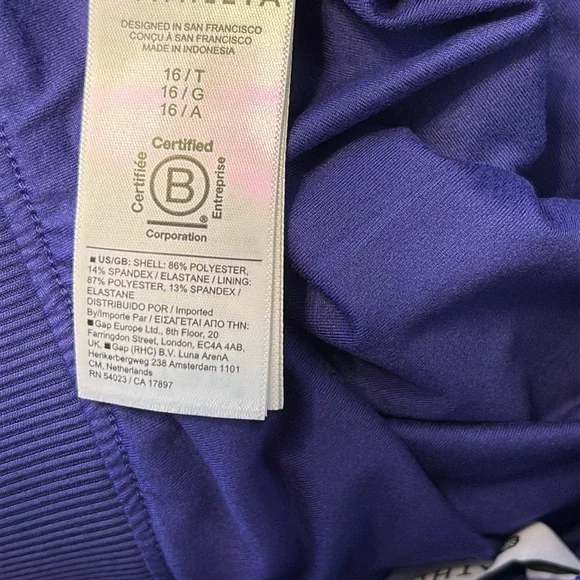 ATHLETA
DESIGNED IN SAN FRANCISCO
CONÇU À SAN FRANCISCO
MADE IN INDONESIA
16 / T
16 / G
16 / A
Certified
Certifiée
B
®
Entreprise
Corporation
■ US/GB: SHELL: 86% POLYESTER,
14% SPANDEX / ELASTANE / LINING:
87% POLYESTER, 13% SPANDEX /
ELASTANE
DISTRIBUIDO POR / Imported
By/Importe Par / ΕΙΣΑΓΕΤΑΙ ΑΠΟ ΤΗΝ:
■ Gap Europe Ltd., 8th Floor, 20
Farringdon Street, London, EC4A 4AB,
UK. ■ Gap (RHC) B.V. Luna ArenA
Herikerbergweg 238 Amsterdam 1101
CM, Netherlands
RN 54023 / CA 17897